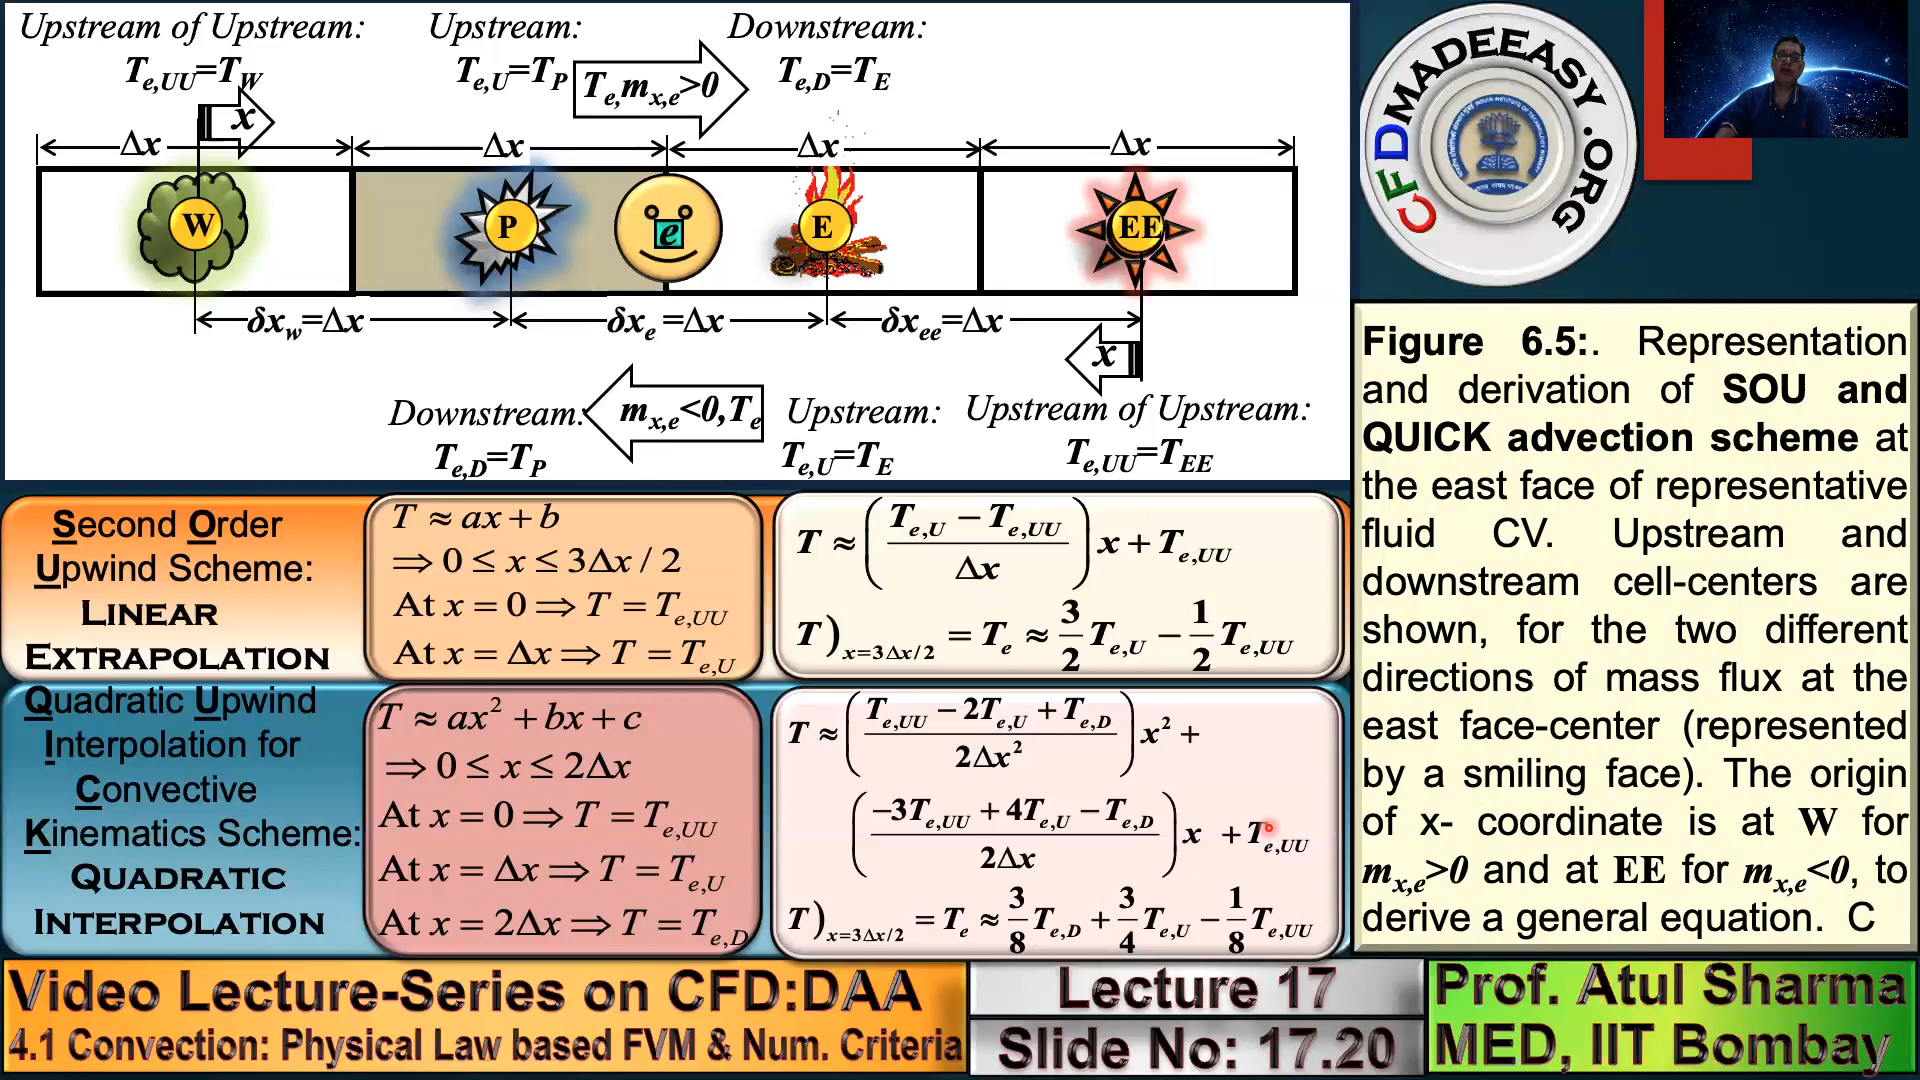 Upstream of Upstream: Upstream: Downstream:
T_{e,UU}=T_W T_{e,U}=T_P T_{e,D}=T_E
T_e, m_{x,e}>0
x
Δx Δx Δx Δx
W P e E EE
δx_w=Δx δx_e=Δx δx_{ee}=Δx
x
m_{x,e}<0, T_e
Downstream: Upstream: Upstream of Upstream:
T_{e,D}=T_P T_{e,U}=T_E T_{e,UU}=T_{EE}
CFDMADEEASY.ORG
Figure 6.5:. Representation
and derivation of SOU and
QUICK advection scheme at
the east face of representative
fluid CV. Upstream and
downstream cell-centers are
shown, for the two different
directions of mass flux at the
east face-center (represented
by a smiling face). The origin
of x- coordinate is at W for
m_{x,e}>0 and at EE for m_{x,e}<0, to
derive a general equation. C
Second Order
Upwind Scheme:
LINEAR
EXTRAPOLATION
T ≈ ax + b
⇒ 0 ≤ x ≤ 3Δx / 2
At x = 0 ⇒ T = T_{e,UU}
At x = Δx ⇒ T = T_{e,U}
T ≈ ((T_{e,U} − T_{e,UU}) / Δx) x + T_{e,UU}
T)_{x=3Δx/2} = T_e ≈ 3/2 T_{e,U} − 1/2 T_{e,UU}
Quadratic Upwind
Interpolation for
Convective
Kinematics Scheme:
QUADRATIC
INTERPOLATION
T ≈ ax² + bx + c
⇒ 0 ≤ x ≤ 2Δx
At x = 0 ⇒ T = T_{e,UU}
At x = Δx ⇒ T = T_{e,U}
At x = 2Δx ⇒ T = T_{e,D}
T ≈ ((T_{e,UU} − 2T_{e,U} + T_{e,D}) / 2Δx²) x² +
((−3T_{e,UU} + 4T_{e,U} − T_{e,D}) / 2Δx) x + T_{e,UU}
T)_{x=3Δx/2} = T_e ≈ 3/8 T_{e,D} + 3/4 T_{e,U} − 1/8 T_{e,UU}
Video Lecture-Series on CFD:DAA
4.1 Convection: Physical Law based FVM & Num. Criteria
Lecture 17
Slide No: 17.20
Prof. Atul Sharma
MED, IIT Bombay